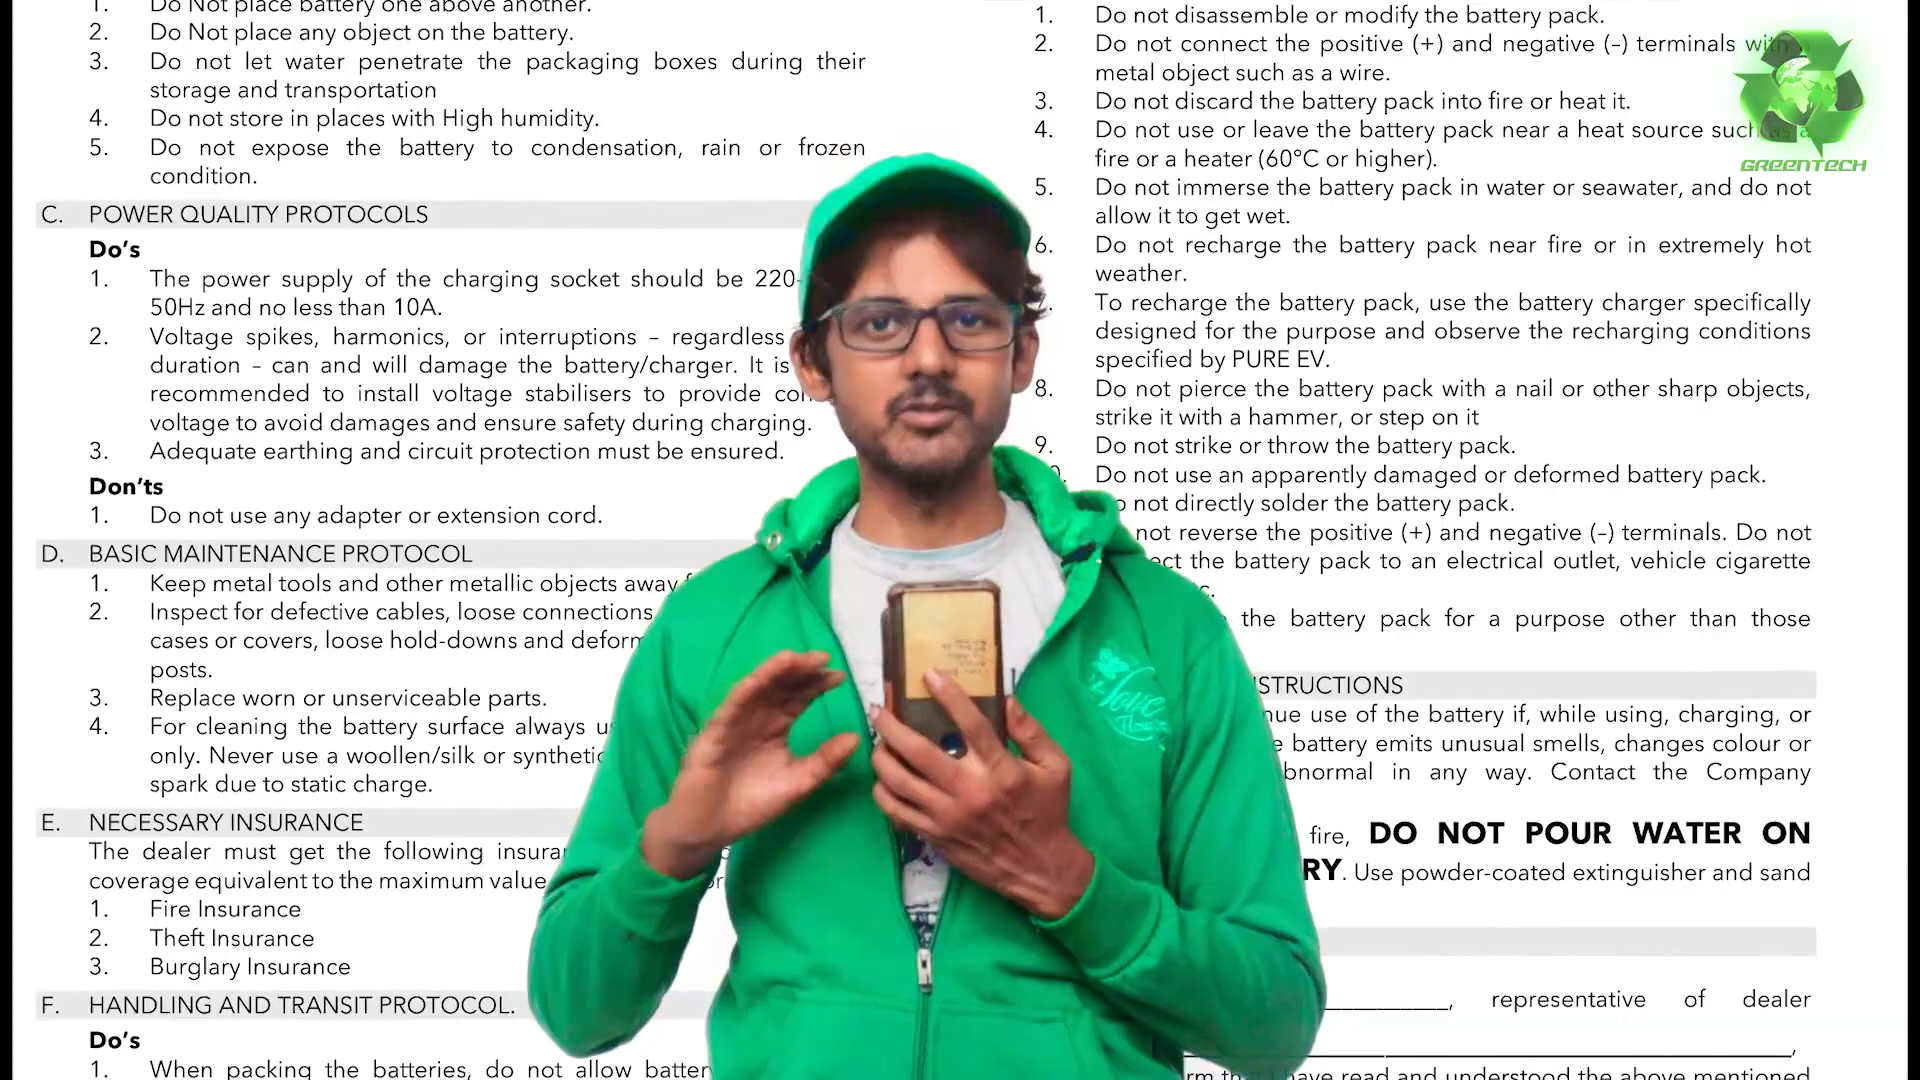 1. Do Not place battery one above another.
2. Do Not place any object on the battery.
3. Do not let water penetrate the packaging boxes during their
storage and transportation
4. Do not store in places with High humidity.
5. Do not expose the battery to condensation, rain or frozen
condition.
C. POWER QUALITY PROTOCOLS
Do's
1. The power supply of the charging socket should be 220-
50Hz and no less than 10A.
2. Voltage spikes, harmonics, or interruptions – regardless
duration – can and will damage the battery/charger. It is
recommended to install voltage stabilisers to provide
voltage to avoid damages and ensure safety during charging.
3. Adequate earthing and circuit protection must be ensured.
Don'ts
1. Do not use any adapter or extension cord.
D. BASIC MAINTENANCE PROTOCOL
1. Keep metal tools and other metallic objects away
2. Inspect for defective cables, loose connections
cases or covers, loose hold-downs and
posts.
3. Replace worn or unserviceable parts.
4. For cleaning the battery surface always
only. Never use a woollen/silk or
spark due to static charge.
E. NECESSARY INSURANCE
The dealer must get the following
coverage equivalent to the maximum value
1. Fire Insurance
2. Theft Insurance
3. Burglary Insurance
F. HANDLING AND TRANSIT PROTOCOL.
Do's
1. When packing the batteries, do not allow
1. Do not disassemble or modify the battery pack.
2. Do not connect the positive (+) and negative (–) terminals with
metal object such as a wire.
3. Do not discard the battery pack into fire or heat it.
4. Do not use or leave the battery pack near a heat source such as a
fire or a heater (60°C or higher).
5. Do not immerse the battery pack in water or seawater, and do not
allow it to get wet.
6. Do not recharge the battery pack near fire or in extremely hot
weather.
To recharge the battery pack, use the battery charger specifically
designed for the purpose and observe the recharging conditions
specified by PURE EV.
8. Do not pierce the battery pack with a nail or other sharp objects,
strike it with a hammer, or step on it
9. Do not strike or throw the battery pack.
Do not use an apparently damaged or deformed battery pack.
not directly solder the battery pack.
not reverse the positive (+) and negative (–) terminals. Do not
the battery pack to an electrical outlet, vehicle cigarette
the battery pack for a purpose other than those
use of the battery if, while using, charging, or
battery emits unusual smells, changes colour or
in any way. Contact the Company
fire, DO NOT POUR WATER ON
Use powder-coated extinguisher and sand
, representative of dealer
,
have read and understood the above mentioned
GREENTECH
Love